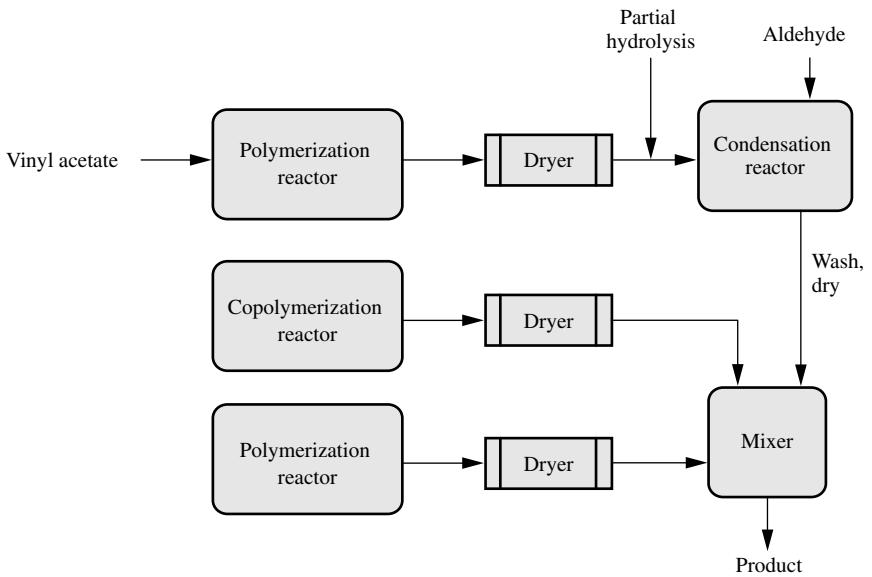 Partial
hydrolysis
Aldehyde
Vinyl acetate
Polymerization
reactor
Dryer
Condensation
reactor
Wash,
dry
Copolymerization
reactor
Dryer
Polymerization
reactor
Dryer
Mixer
Product